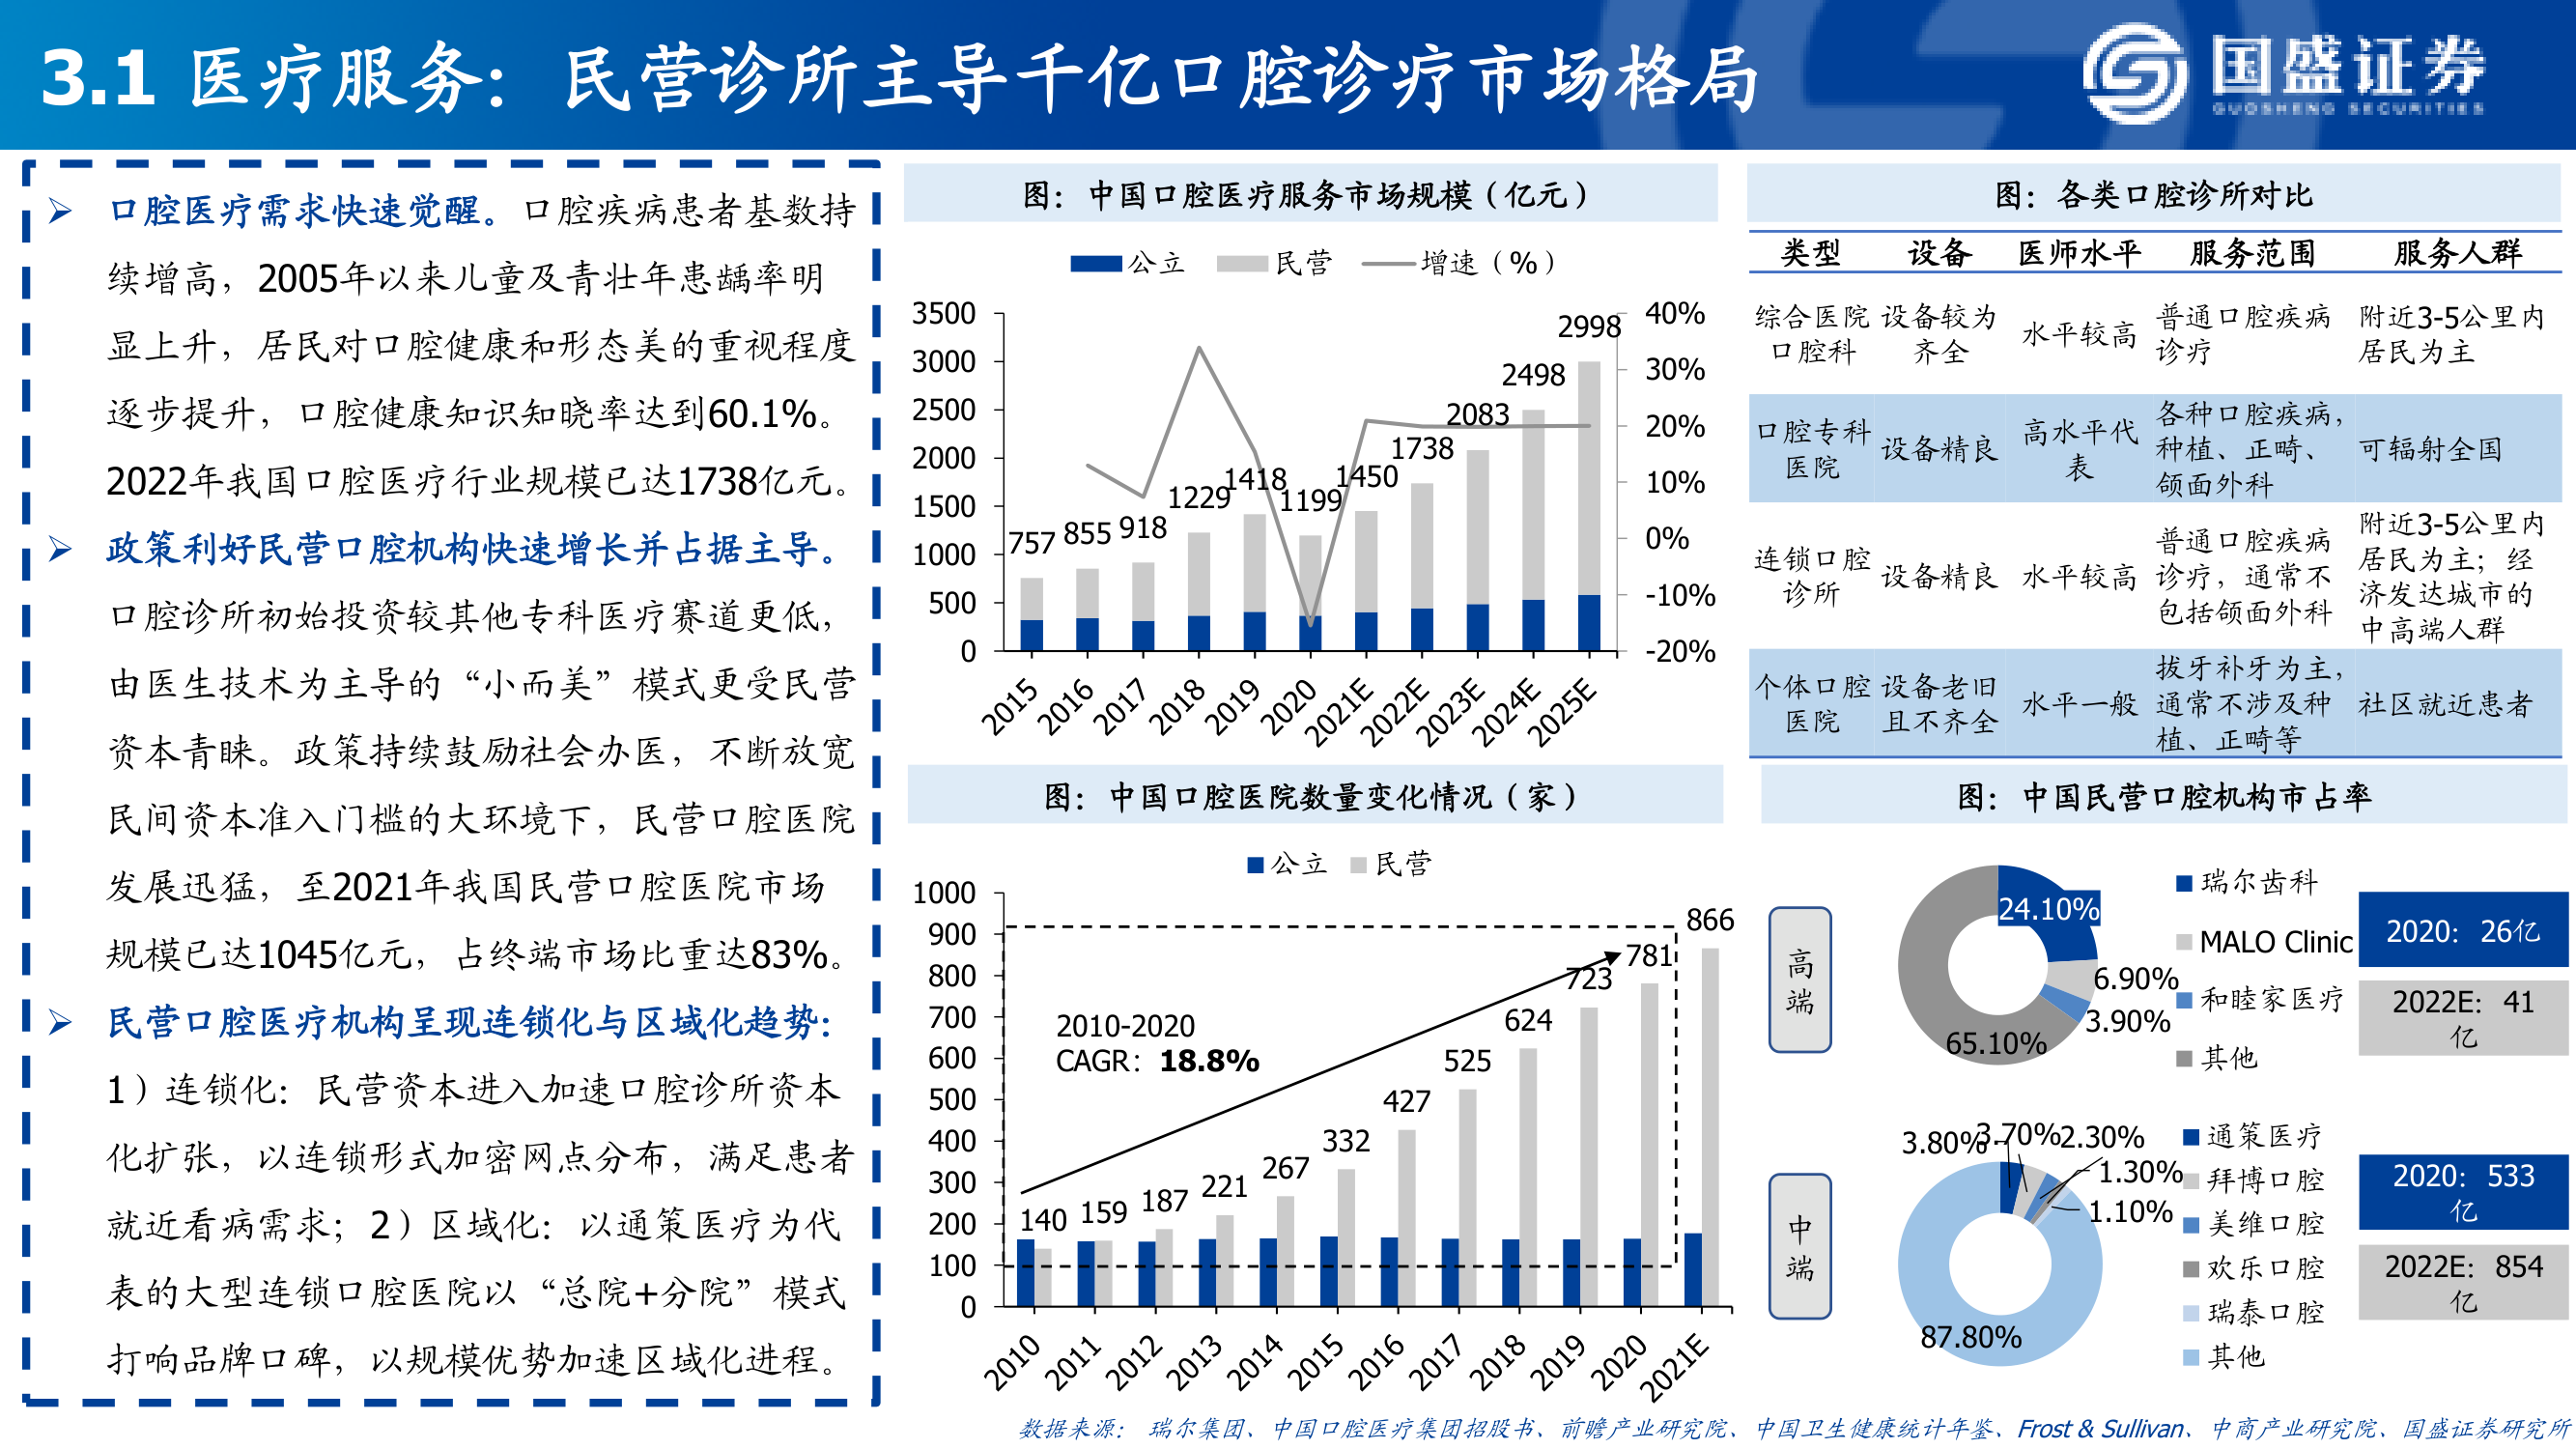 3.1 医疗服务：民营诊所主导千亿口腔诊疗市场格局
国盛证券
GUOSHENG SECURITIES
➢ 口腔医疗需求快速觉醒。口腔疾病患者基数持
续增高，2005年以来儿童及青壮年患龋率明
显上升，居民对口腔健康和形态美的重视程度
逐步提升，口腔健康知识知晓率达到60.1%。
2022年我国口腔医疗行业规模已达1738亿元。
➢ 政策利好民营口腔机构快速增长并占据主导。
口腔诊所初始投资较其他专科医疗赛道更低，
由医生技术为主导的“小而美”模式更受民营
资本青睐。政策持续鼓励社会办医，不断放宽
民间资本准入门槛的大环境下，民营口腔医院
发展迅猛，至2021年我国民营口腔医院市场
规模已达1045亿元，占终端市场比重达83%。
➢ 民营口腔医疗机构呈现连锁化与区域化趋势：
1）连锁化：民营资本进入加速口腔诊所资本
化扩张，以连锁形式加密网点分布，满足患者
就近看病需求；2）区域化：以通策医疗为代
表的大型连锁口腔医院以“总院+分院”模式
打响品牌口碑，以规模优势加速区域化进程。
图：中国口腔医疗服务市场规模（亿元）
公立 民营 增速（%）
3500
3000
2500
2000
1500
1000
500
0
40%
30%
20%
10%
0%
-10%
-20%
757 855 918 1229 1418 1199 1450 1738 2083 2498 2998
2015 2016 2017 2018 2019 2020 2021E 2022E 2023E 2024E 2025E
图：各类口腔诊所对比
类型 设备 医师水平 服务范围 服务人群
综合医院 设备较为 水平较高 普通口腔疾病 附近3-5公里内
口腔科 齐全 诊疗 居民为主
口腔专科 设备精良 高水平代 各种口腔疾病，
医院 表 种植、正畸、 可辐射全国
颌面外科
连锁口腔 设备精良 水平较高 普通口腔疾病 附近3-5公里内
诊所 诊疗，通常不 居民为主；经
包括颌面外科 济发达城市的
中高端人群
个体口腔 设备老旧 水平一般 拔牙补牙为主， 社区就近患者
医院 且不齐全 通常不涉及种
植、正畸等
图：中国口腔医院数量变化情况（家）
公立 民营
1000
900
800
700
600
500
400
300
200
100
0
2010-2020
CAGR：18.8%
140 159 187 221 267 332 427 525 624 723 781 866
2010 2011 2012 2013 2014 2015 2016 2017 2018 2019 2020 2021E
图：中国民营口腔机构市占率
高
端
24.10%
6.90%
3.90%
65.10%
瑞尔齿科
MALO Clinic
和睦家医疗
其他
2020：26亿
2022E：41
亿
中
端
3.80%
3.70%
2.30%
1.30%
1.10%
87.80%
通策医疗
拜博口腔
美维口腔
欢乐口腔
瑞泰口腔
其他
2020：533
亿
2022E：854
亿
数据来源：瑞尔集团、中国口腔医疗集团招股书、前瞻产业研究院、中国卫生健康统计年鉴、Frost & Sullivan、中商产业研究院、国盛证券研究所